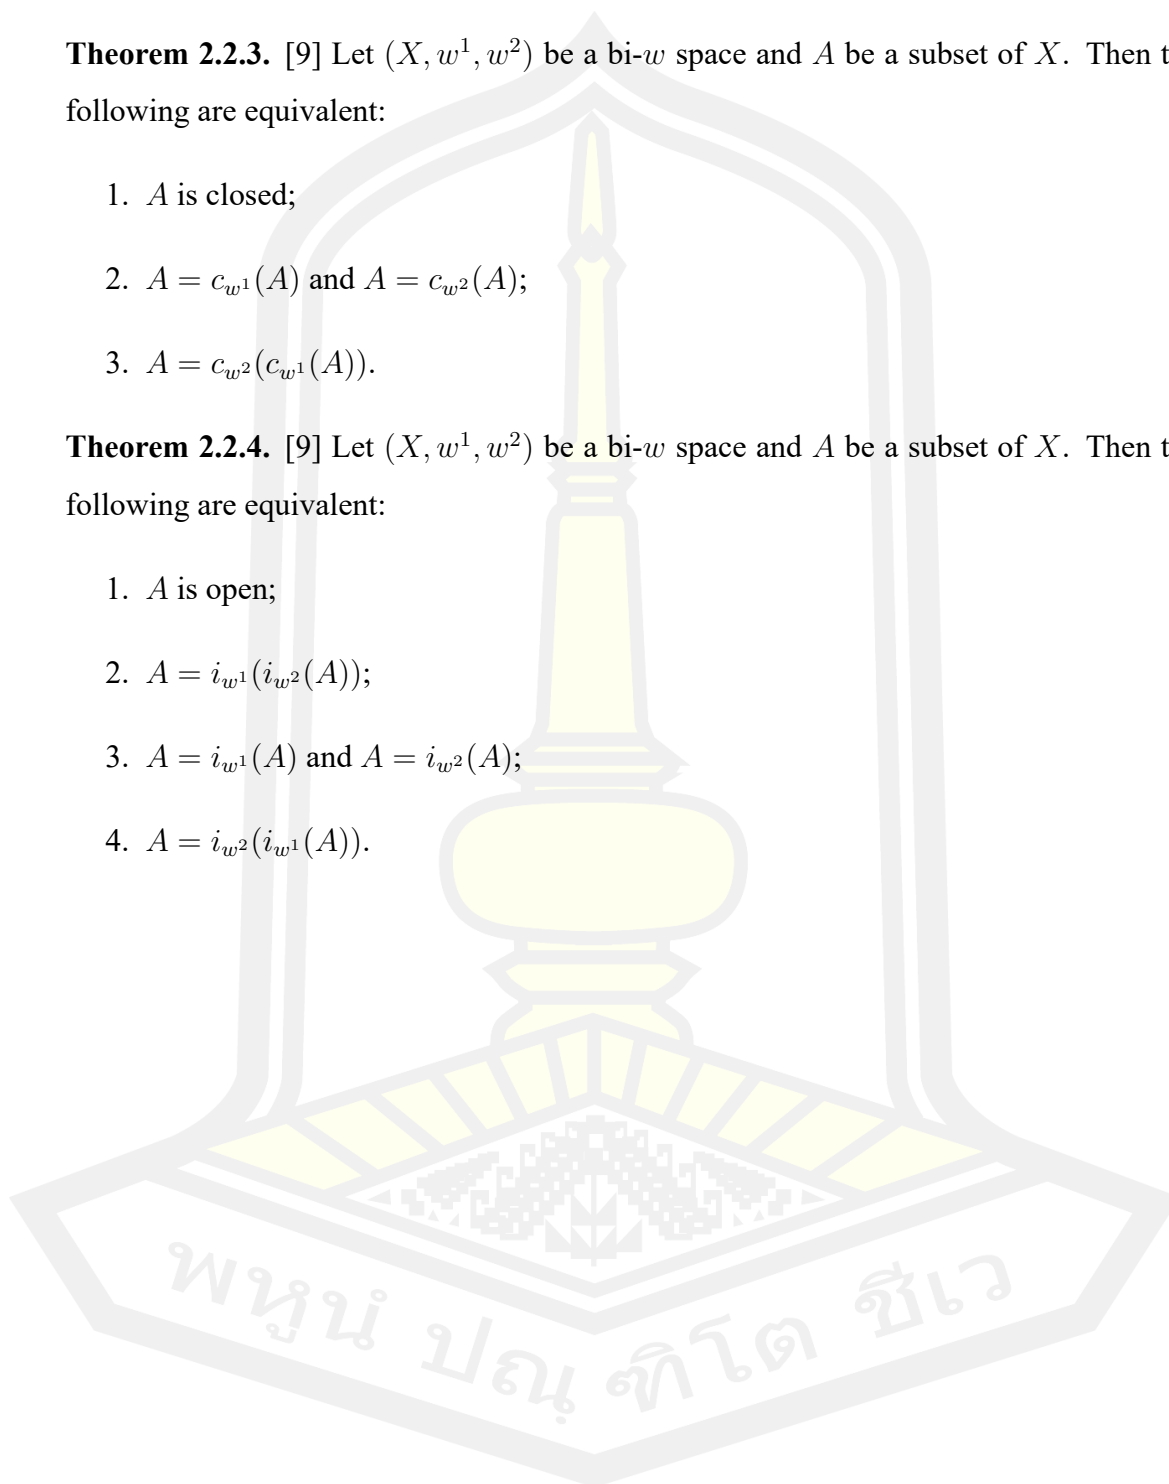 Theorem 2.2.3. [9] Let (X, w¹, w²) be a bi-w space and A be a subset of X. Then t
following are equivalent:
1. A is closed;
2. A = c_{w¹}(A) and A = c_{w²}(A);
3. A = c_{w²}(c_{w¹}(A)).
Theorem 2.2.4. [9] Let (X, w¹, w²) be a bi-w space and A be a subset of X. Then t
following are equivalent:
1. A is open;
2. A = i_{w¹}(i_{w²}(A));
3. A = i_{w¹}(A) and A = i_{w²}(A);
4. A = i_{w²}(i_{w¹}(A)).
พหูนํ ปณฺฑิโต ชีเว